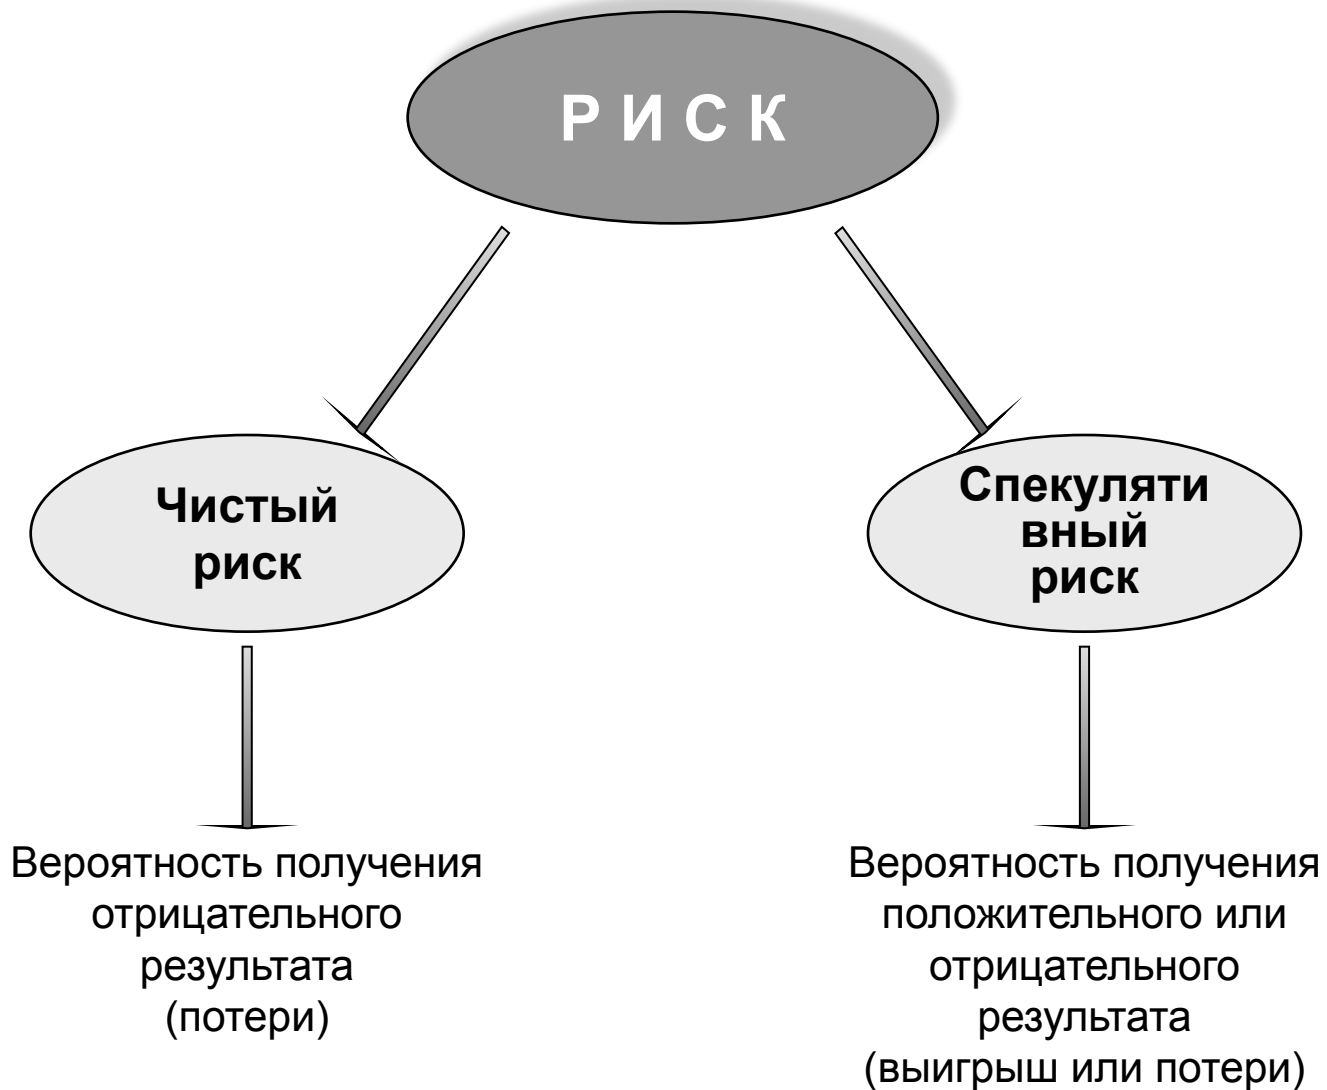 Р И С К
Чистый
риск
Спекуляти
вный
риск
Вероятность получения
отрицательного
результата
(потери)
Вероятность получения
положительного или
отрицательного
результата
(выигрыш или потери)